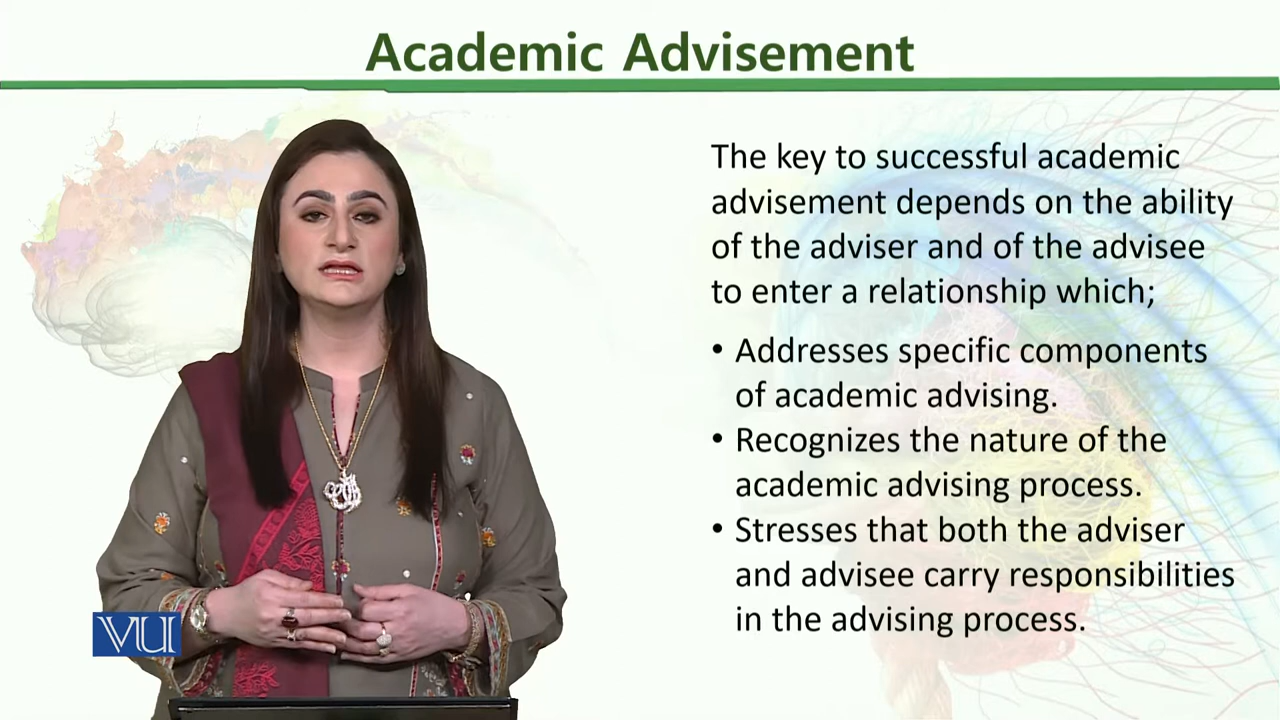 Academic Advisement
The key to successful academic
advisement depends on the ability
of the adviser and of the advisee
to enter a relationship which;
• Addresses specific components
of academic advising.
• Recognizes the nature of the
academic advising process.
• Stresses that both the adviser
and advisee carry responsibilities
in the advising process.
VU